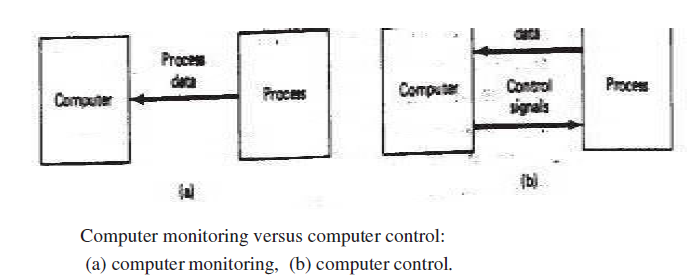 Process
data
Computer
Process
(a)
data
Computer
Control
signals
Process
(b)
Computer monitoring versus computer control:
(a) computer monitoring, (b) computer control.